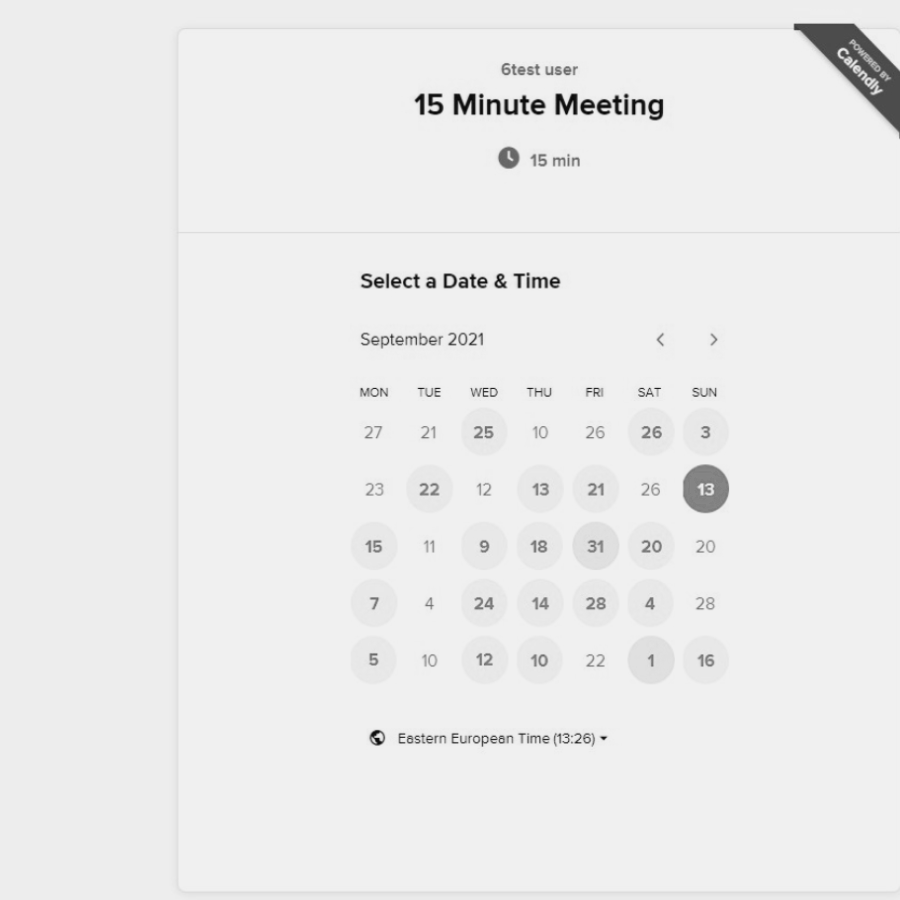 POWERED BY
Calendly
6test user
15 Minute Meeting
15 min
Select a Date & Time
September 2021
MON TUE WED THU FRI SAT SUN
27 21 25 10 26 26 3
23 22 12 13 21 26 13
15 11 9 18 31 20 20
7 4 24 14 28 4 28
5 10 12 10 22 1 16
Eastern European Time (13:26)